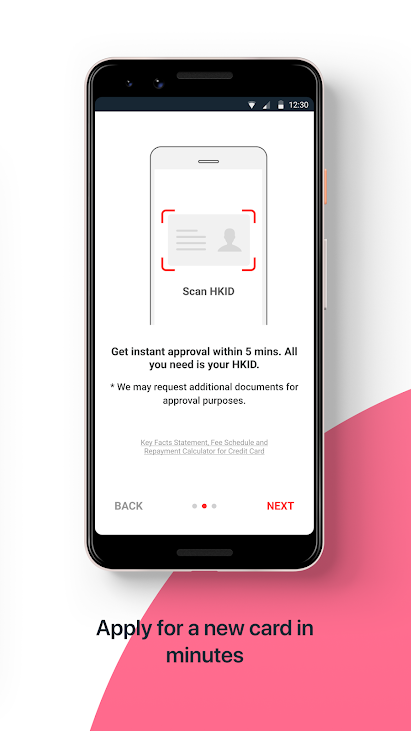 12:30
Scan HKID
Get instant approval within 5 mins. All
you need is your HKID.
* We may request additional documents for
approval purposes.
Key Facts Statement, Fee Schedule and
Repayment Calculator for Credit Card
BACK
NEXT
Apply for a new card in
minutes